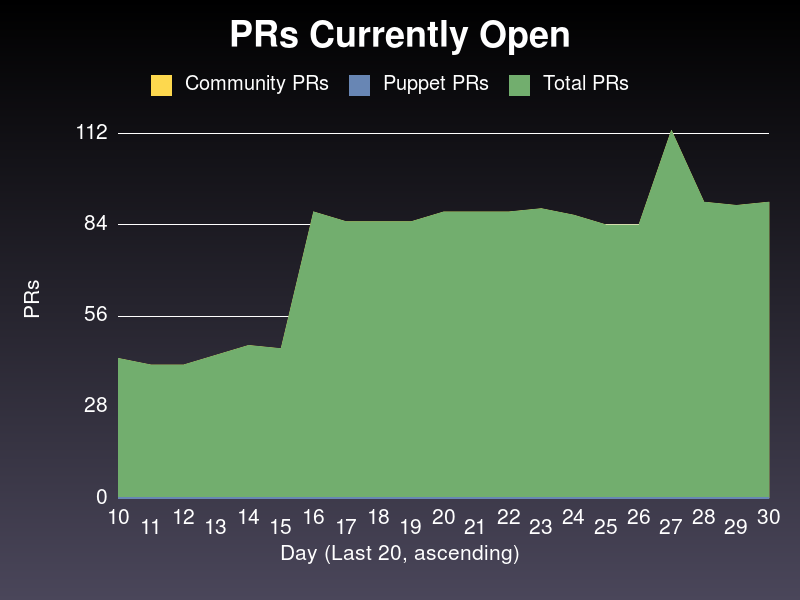 PRs Currently Open
Community PRs Puppet PRs Total PRs
112
84
56
28
0
PRs
10 11 12 13 14 15 16 17 18 19 20 21 22 23 24 25 26 27 28 29 30
Day (Last 20, ascending)